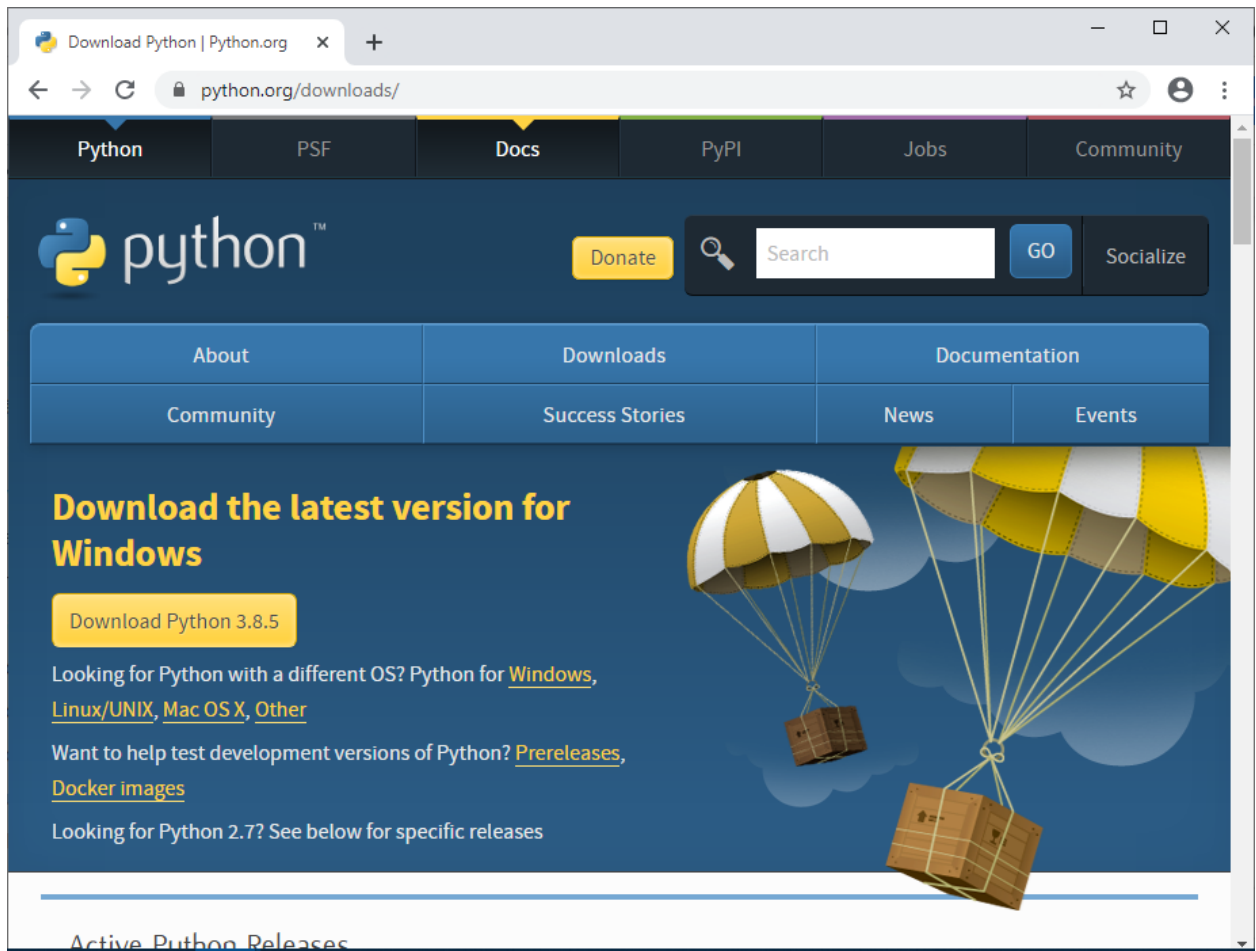 Download Python | Python.org
python.org/downloads/
Python PSF Docs PyPI Jobs Community
python™
Donate Search GO Socialize
About Downloads Documentation
Community Success Stories News Events
Download the latest version for
Windows
Download Python 3.8.5
Looking for Python with a different OS? Python for Windows,
Linux/UNIX, Mac OS X, Other
Want to help test development versions of Python? Prereleases,
Docker images
Looking for Python 2.7? See below for specific releases
Active Python Releases